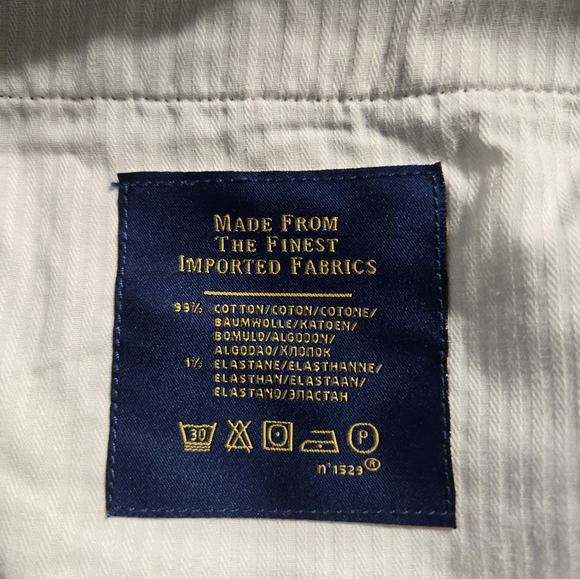 MADE FROM
THE FINEST
IMPORTED FABRICS
99% COTTON/COTON/COTONE/
BAUMWOLLE/KATOEN/
BOMULD/ALGODON/
ALGODAO/ХЛОПОК
1% ELASTANE/ELASTHANNE/
ELASTHAN/ELASTAAN/
ELASTANO/ЭЛАСТАН
30 P
n°1529®